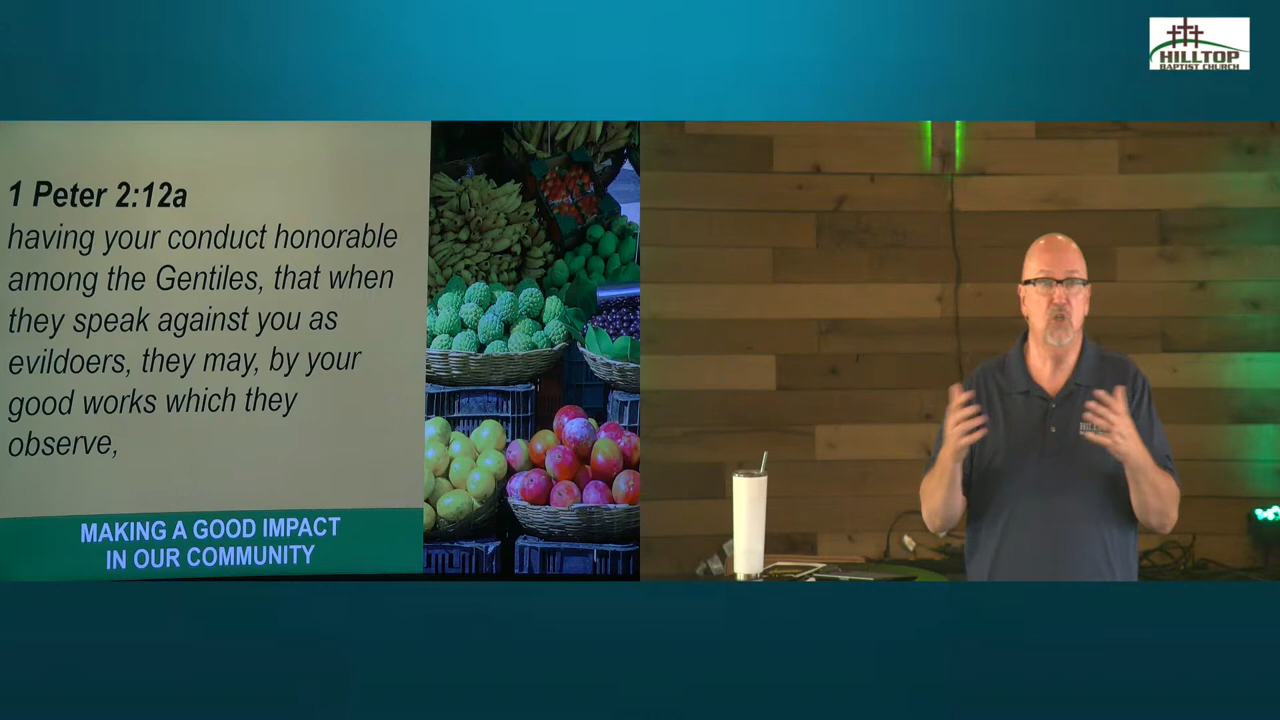 HILLTOP
BAPTIST CHURCH
1 Peter 2:12a
having your conduct honorable
among the Gentiles, that when
they speak against you as
evildoers, they may, by your
good works which they
observe,
MAKING A GOOD IMPACT
IN OUR COMMUNITY